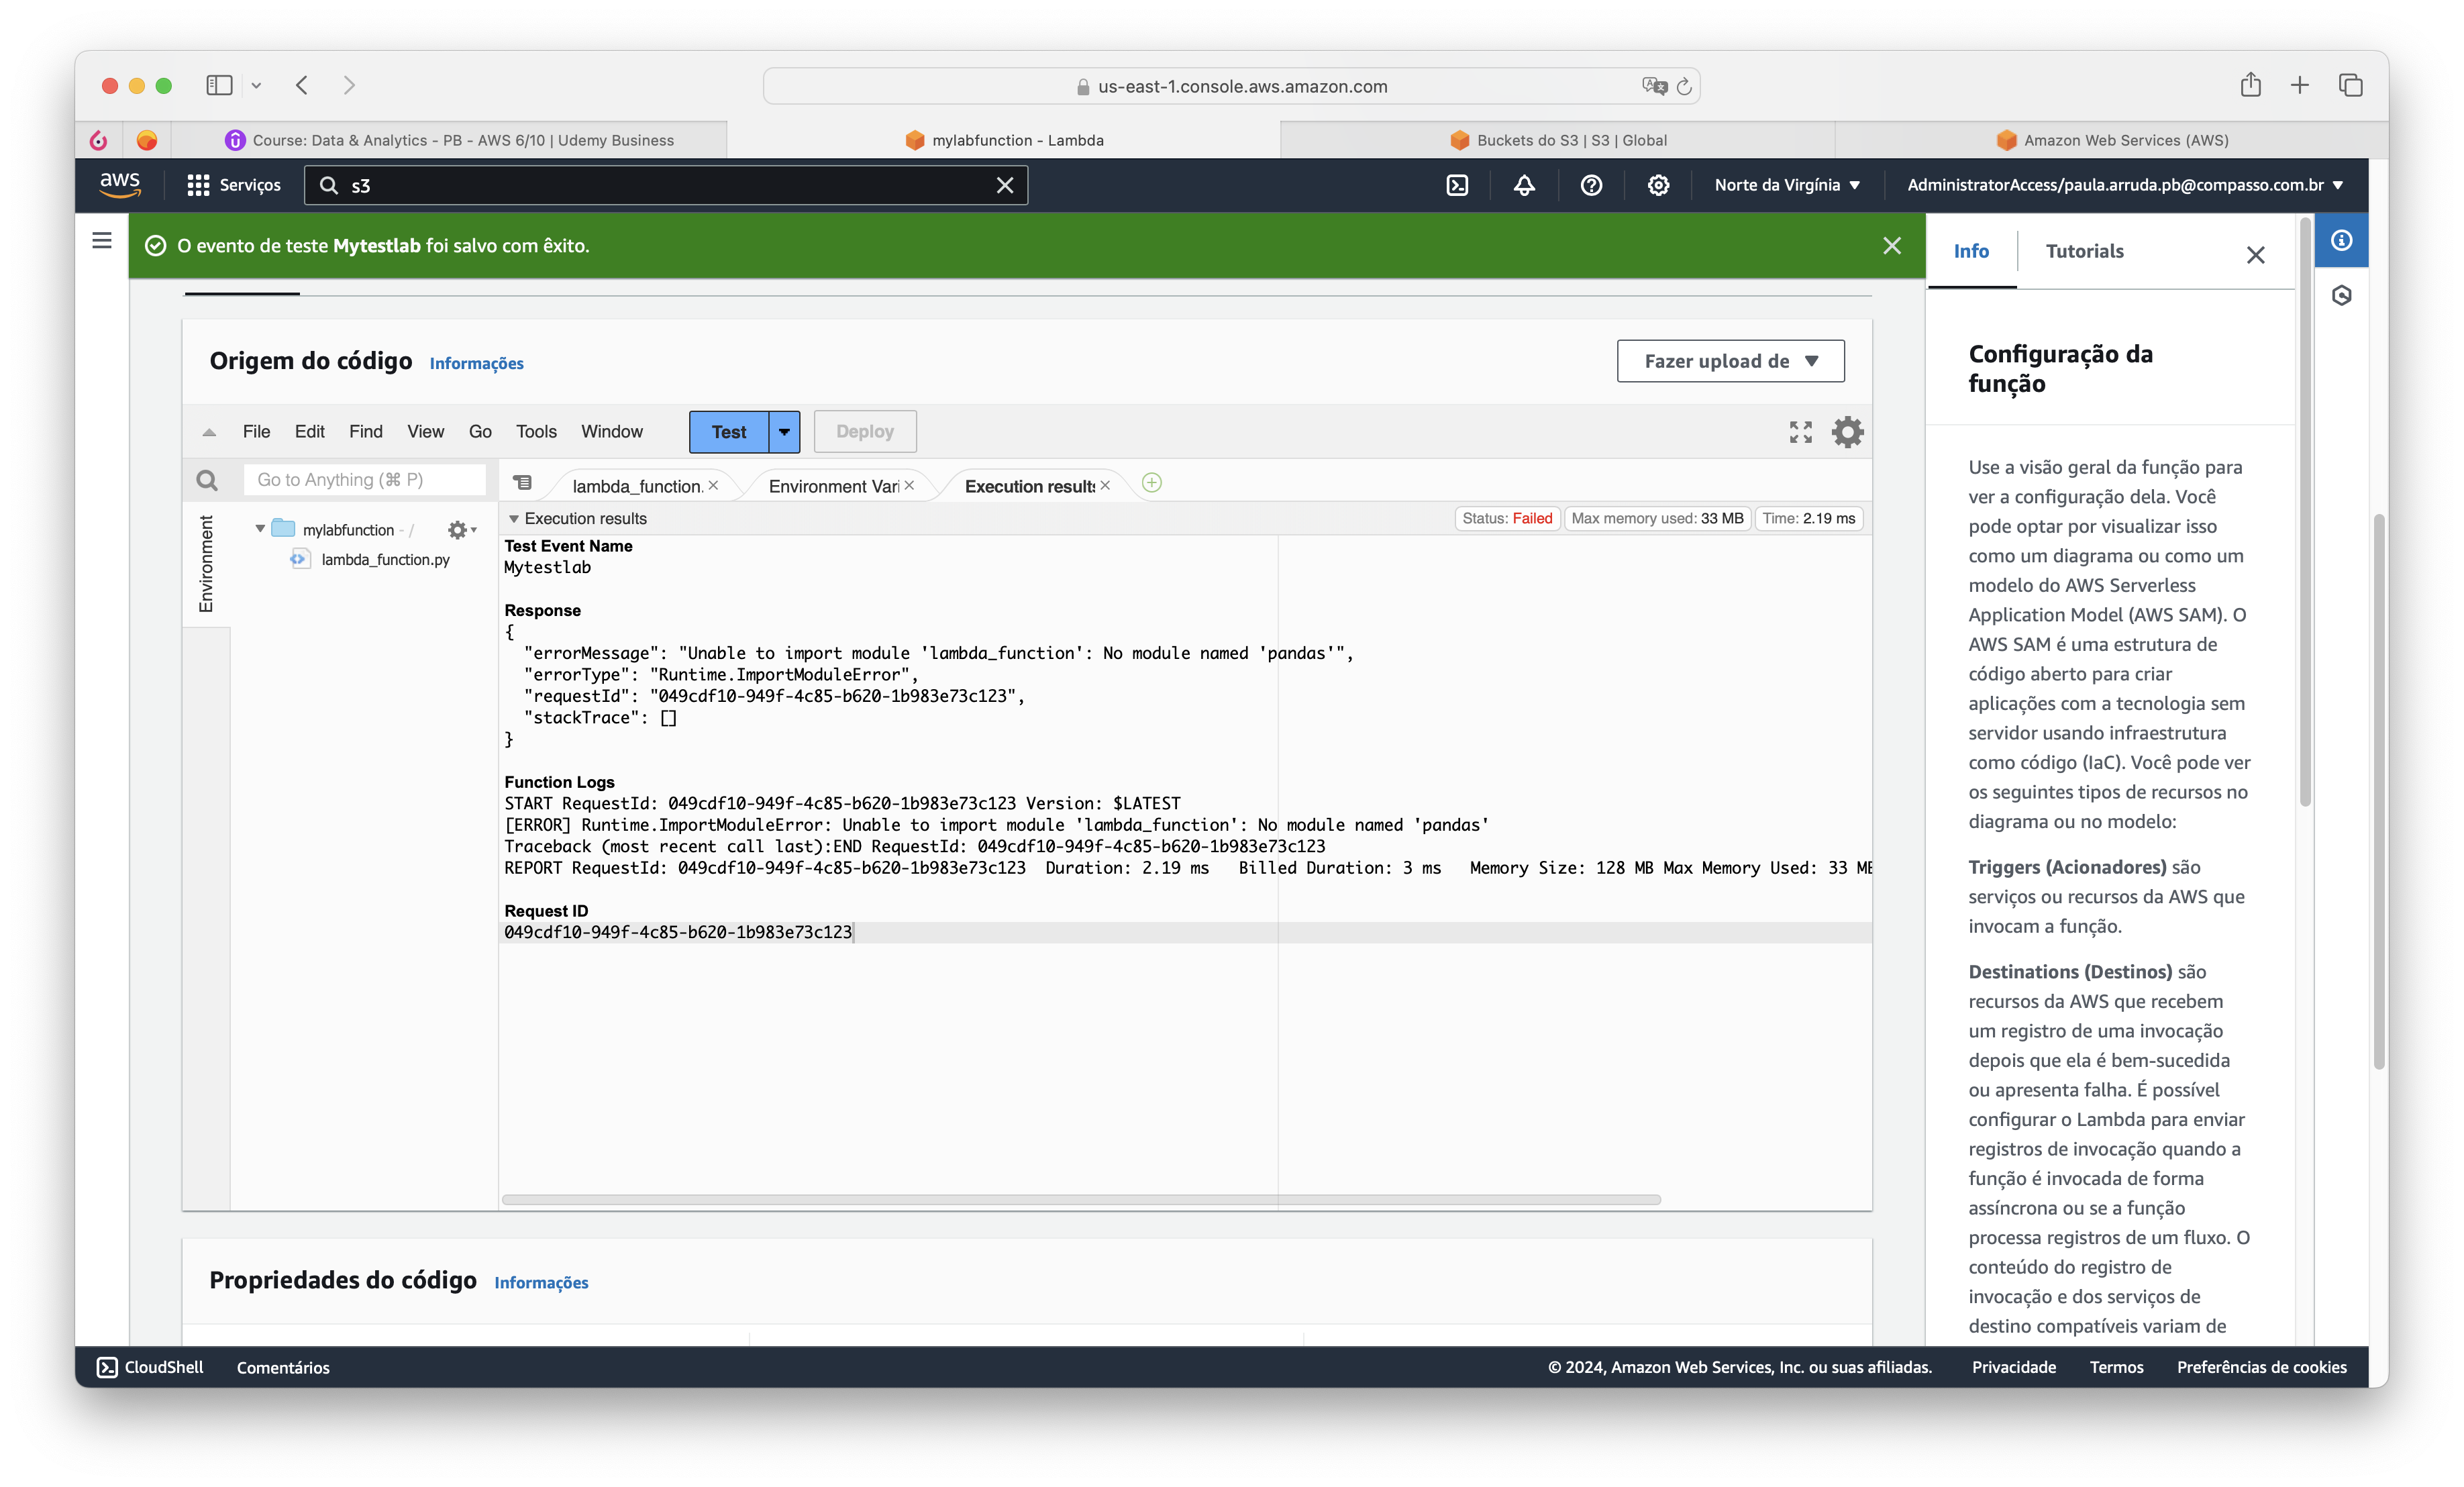 us-east-1.console.aws.amazon.com
Course: Data & Analytics - PB - AWS 6/10 | Udemy Business
mylabfunction - Lambda
Buckets do S3 | S3 | Global
Amazon Web Services (AWS)
aws
Serviços
s3
Norte da Virgínia
AdministratorAccess/paula.arruda.pb@compasso.com.br
O evento de teste Mytestlab foi salvo com êxito.
Info
Tutorials
Origem do código
Informações
Fazer upload de
File
Edit
Find
View
Go
Tools
Window
Test
Deploy
Go to Anything (⌘ P)
lambda_function.
Environment Vari
Execution results
Environment
mylabfunction - /
lambda_function.py
Execution results
Status: Failed
Max memory used: 33 MB
Time: 2.19 ms
Test Event Name
Mytestlab
Response
{
"errorMessage": "Unable to import module 'lambda_function': No module named 'pandas'",
"errorType": "Runtime.ImportModuleError",
"requestId": "049cdf10-949f-4c85-b620-1b983e73c123",
"stackTrace": []
}
Function Logs
START RequestId: 049cdf10-949f-4c85-b620-1b983e73c123 Version: $LATEST
[ERROR] Runtime.ImportModuleError: Unable to import module 'lambda_function': No module named 'pandas'
Traceback (most recent call last):END RequestId: 049cdf10-949f-4c85-b620-1b983e73c123
REPORT RequestId: 049cdf10-949f-4c85-b620-1b983e73c123 Duration: 2.19 ms Billed Duration: 3 ms Memory Size: 128 MB Max Memory Used: 33 MB
Request ID
049cdf10-949f-4c85-b620-1b983e73c123
Propriedades do código
Informações
Configuração da
função
Use a visão geral da função para
ver a configuração dela. Você
pode optar por visualizar isso
como um diagrama ou como um
modelo do AWS Serverless
Application Model (AWS SAM). O
AWS SAM é uma estrutura de
código aberto para criar
aplicações com a tecnologia sem
servidor usando infraestrutura
como código (IaC). Você pode ver
os seguintes tipos de recursos no
diagrama ou no modelo:
Triggers (Acionadores) são
serviços ou recursos da AWS que
invocam a função.
Destinations (Destinos) são
recursos da AWS que recebem
um registro de uma invocação
depois que ela é bem-sucedida
ou apresenta falha. É possível
configurar o Lambda para enviar
registros de invocação quando a
função é invocada de forma
assíncrona ou se a função
processa registros de um fluxo. O
conteúdo do registro de
invocação e dos serviços de
destino compatíveis variam de
CloudShell
Comentários
© 2024, Amazon Web Services, Inc. ou suas afiliadas.
Privacidade
Termos
Preferências de cookies